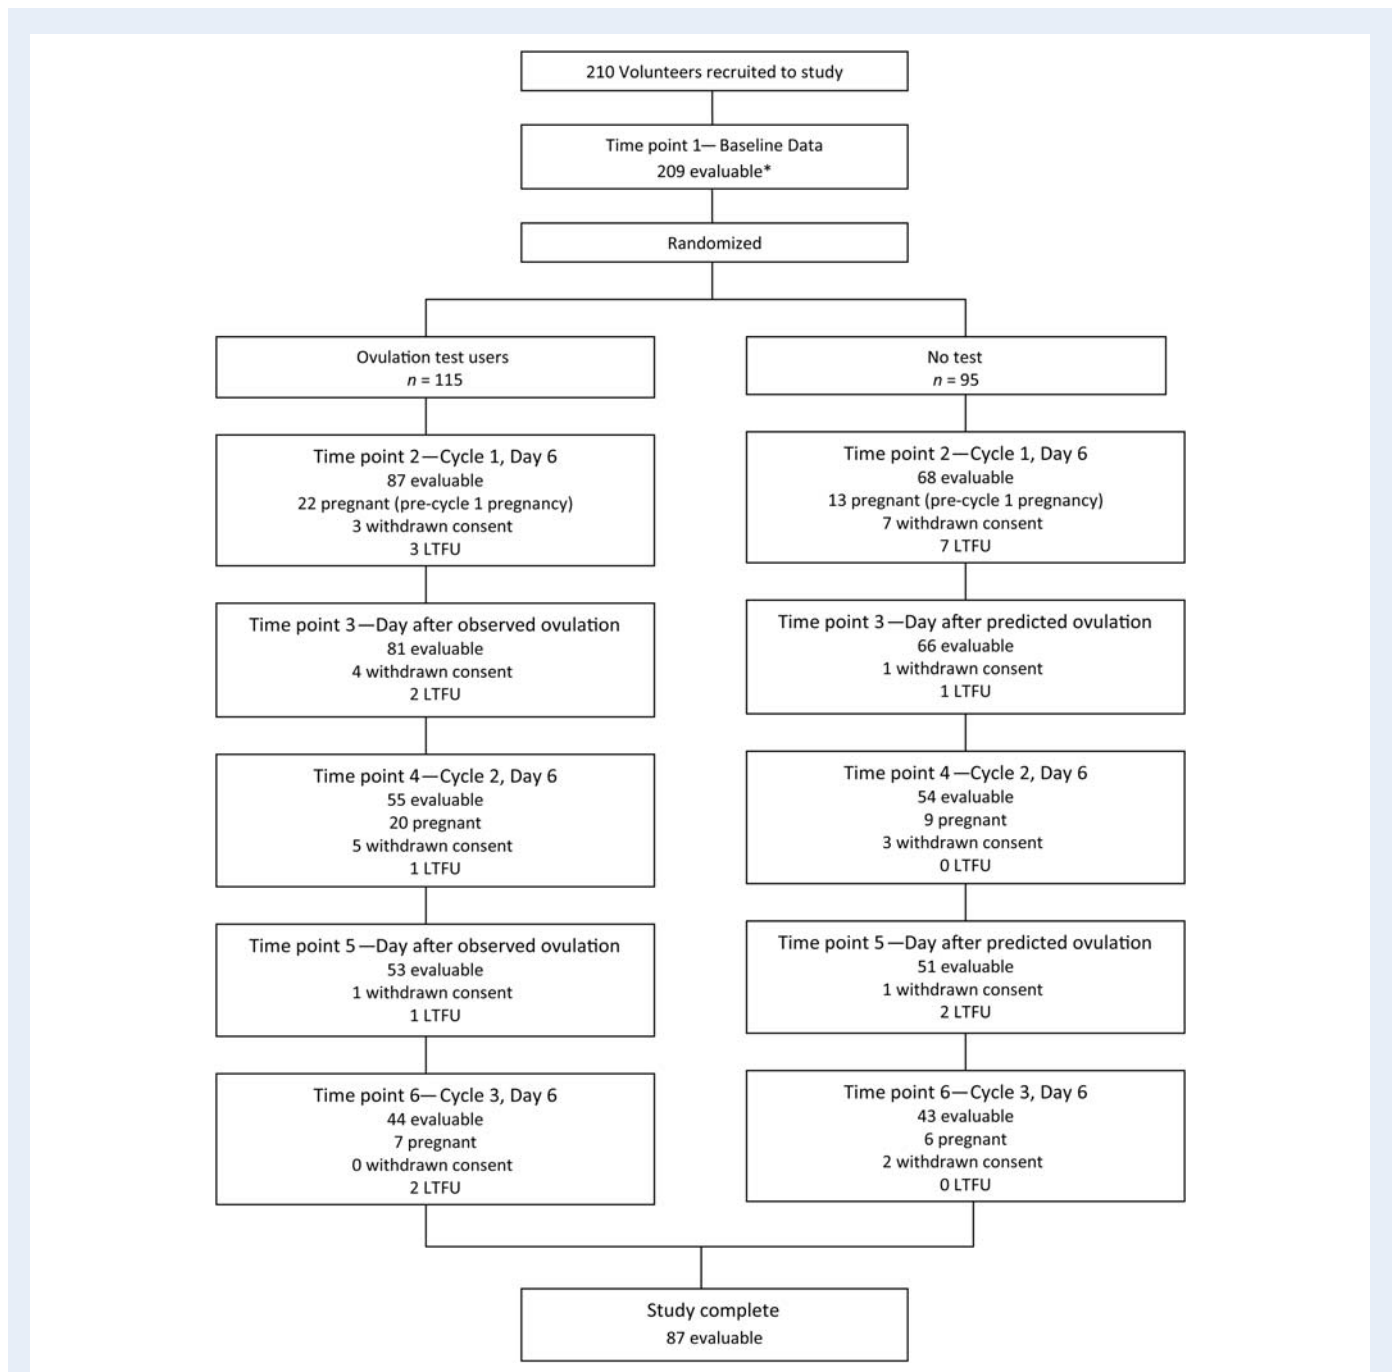 210 Volunteers recruited to study
Time point 1—Baseline Data
209 evaluable*
Randomized
Ovulation test users
n = 115
Time point 2—Cycle 1, Day 6
87 evaluable
22 pregnant (pre-cycle 1 pregnancy)
3 withdrawn consent
3 LTFU
Time point 3—Day after observed ovulation
81 evaluable
4 withdrawn consent
2 LTFU
Time point 4—Cycle 2, Day 6
55 evaluable
20 pregnant
5 withdrawn consent
1 LTFU
Time point 5—Day after observed ovulation
53 evaluable
1 withdrawn consent
1 LTFU
Time point 6—Cycle 3, Day 6
44 evaluable
7 pregnant
0 withdrawn consent
2 LTFU
No test
n = 95
Time point 2—Cycle 1, Day 6
68 evaluable
13 pregnant (pre-cycle 1 pregnancy)
7 withdrawn consent
7 LTFU
Time point 3—Day after predicted ovulation
66 evaluable
1 withdrawn consent
1 LTFU
Time point 4—Cycle 2, Day 6
54 evaluable
9 pregnant
3 withdrawn consent
0 LTFU
Time point 5—Day after predicted ovulation
51 evaluable
1 withdrawn consent
2 LTFU
Time point 6—Cycle 3, Day 6
43 evaluable
6 pregnant
2 withdrawn consent
0 LTFU
Study complete
87 evaluable